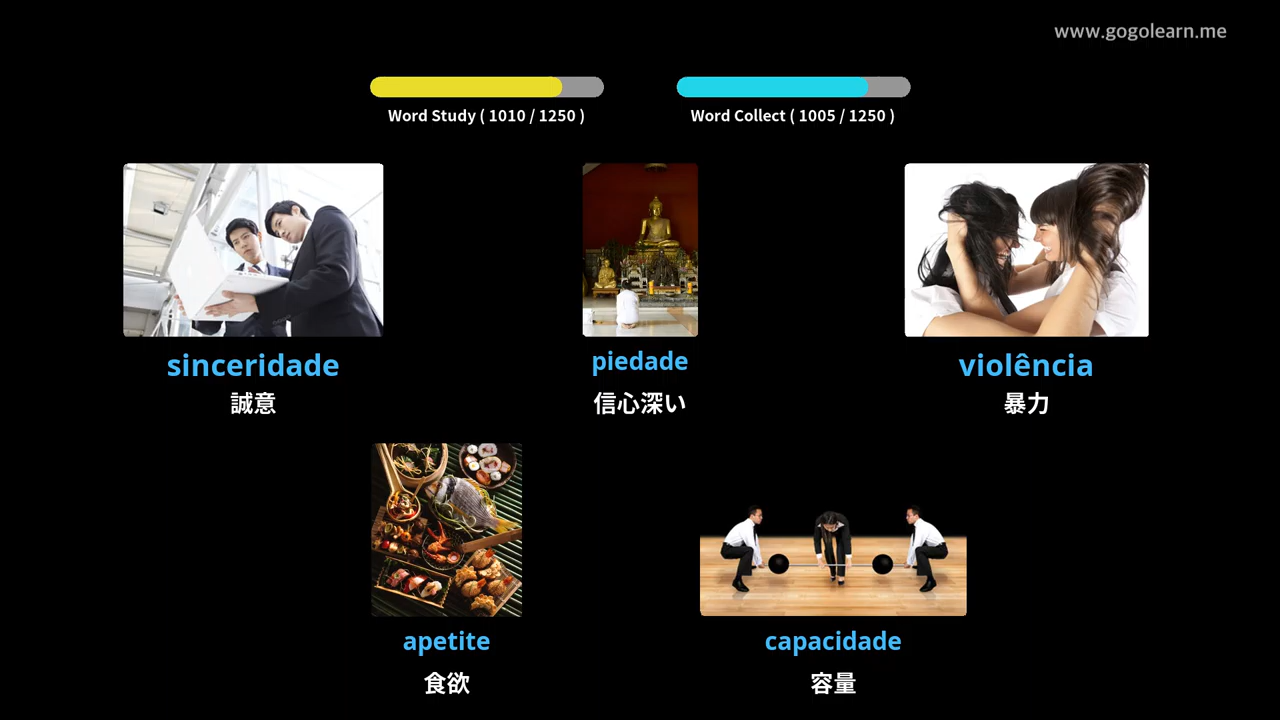 www.gogolearn.me
Word Study ( 1010 / 1250 )
Word Collect ( 1005 / 1250 )
sinceridade
誠意
piedade
信心深い
violência
暴力
apetite
食欲
capacidade
容量